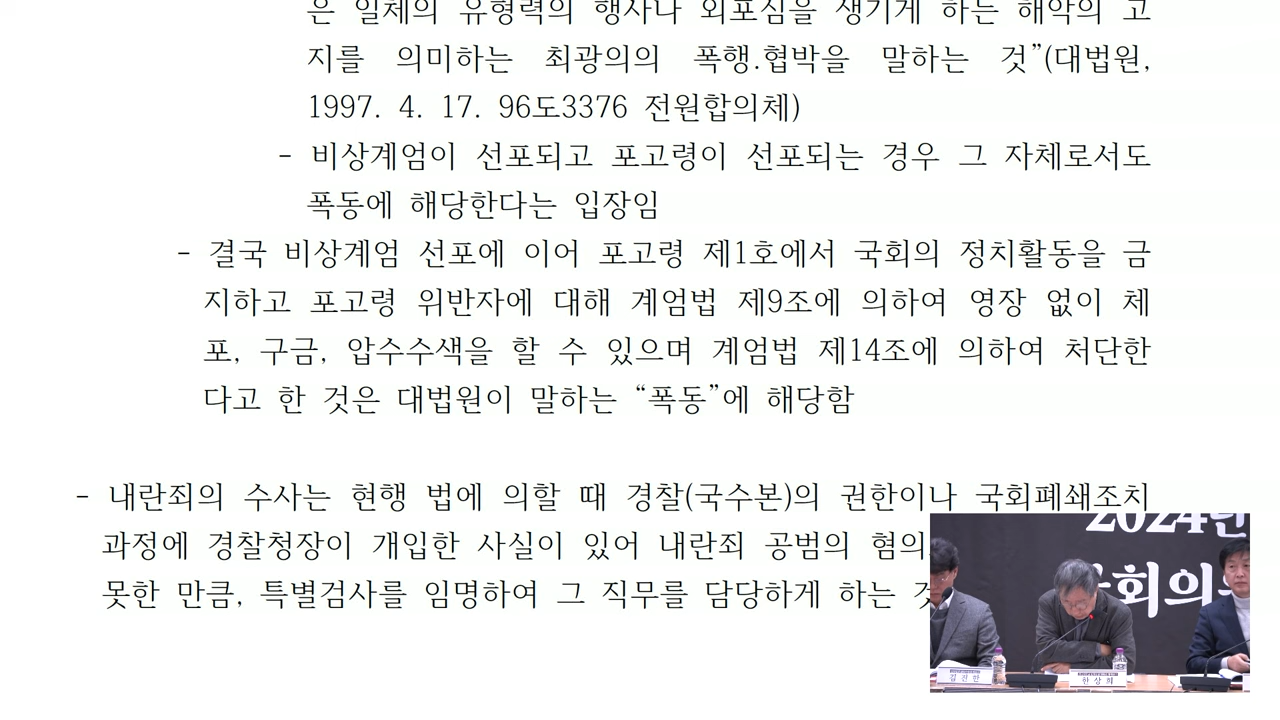 은 일체의 유형력의 행사나 외포심을 생기게 하는 해악의 고
지를 의미하는 최광의의 폭행.협박을 말하는 것”(대법원,
1997. 4. 17. 96도3376 전원합의체)
- 비상계엄이 선포되고 포고령이 선포되는 경우 그 자체로서도
폭동에 해당한다는 입장임
- 결국 비상계엄 선포에 이어 포고령 제1호에서 국회의 정치활동을 금
지하고 포고령 위반자에 대해 계엄법 제9조에 의하여 영장 없이 체
포, 구금, 압수수색을 할 수 있으며 계엄법 제14조에 의하여 처단한
다고 한 것은 대법원이 말하는 “폭동”에 해당함
- 내란죄의 수사는 현행 법에 의할 때 경찰(국수본)의 권한이나 국회폐쇄조치
과정에 경찰청장이 개입한 사실이 있어 내란죄 공범의 혐의
못한 만큼, 특별검사를 임명하여 그 직무를 담당하게 하는
2024년
국회의
한상희